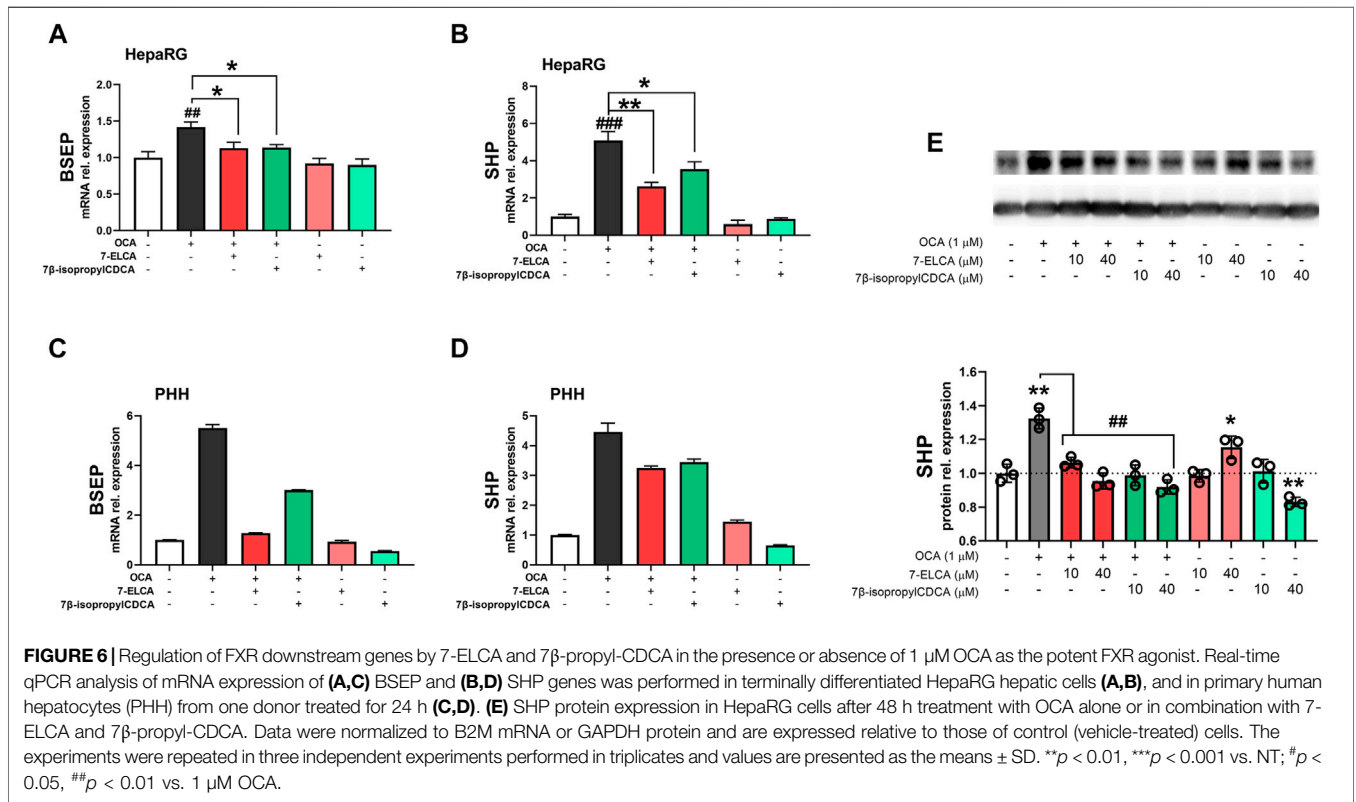 A
HepaRG
BSEP
mRNA rel. expression
2.0
1.5
1.0
0.5
0.0
##
*
*
OCA - + + + - -
7-ELCA - - + - + -
7β-isopropylCDCA - - - + - +
B
HepaRG
SHP
mRNA rel. expression
6
4
2
0
###
**
*
OCA - + + + - -
7-ELCA - - + - + -
7β-isopropylCDCA - - - + - +
E
OCA (1 μM) - + + + + + - - - -
7-ELCA (μM) - - 10 40 - - 10 40 - -
7β-isopropylCDCA (μM) - - - - 10 40 - - 10 40
C
PHH
BSEP
mRNA rel. expression
6
4
2
0
OCA - + + + - -
7-ELCA - - + - + -
7β-isopropylCDCA - - - + - +
D
PHH
SHP
mRNA rel. expression
5
4
3
2
1
0
OCA - + + + - -
7-ELCA - - + - + -
7β-isopropylCDCA - - - + - +
SHP
protein rel. expression
1.6
1.4
1.2
1.0
0.8
0.6
**
##
*
**
OCA (1 μM) - + + + + + - - - -
7-ELCA (μM) - - 10 40 - - 10 40 - -
7β-isopropylCDCA (μM) - - - - 10 40 - - 10 40
FIGURE 6 | Regulation of FXR downstream genes by 7-ELCA and 7β-propyl-CDCA in the presence or absence of 1 μM OCA as the potent FXR agonist. Real-time
qPCR analysis of mRNA expression of (A,C) BSEP and (B,D) SHP genes was performed in terminally differentiated HepaRG hepatic cells (A,B), and in primary human
hepatocytes (PHH) from one donor treated for 24 h (C,D). (E) SHP protein expression in HepaRG cells after 48 h treatment with OCA alone or in combination with 7-
ELCA and 7β-propyl-CDCA. Data were normalized to B2M mRNA or GAPDH protein and are expressed relative to those of control (vehicle-treated) cells. The
experiments were repeated in three independent experiments performed in triplicates and values are presented as the means ± SD. **p < 0.01, ***p < 0.001 vs. NT; #p <
0.05, ##p < 0.01 vs. 1 μM OCA.